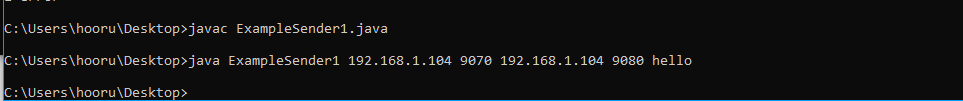 C:\Users\hooru\Desktop>javac ExampleSender1.java
C:\Users\hooru\Desktop>java ExampleSender1 192.168.1.104 9070 192.168.1.104 9080 hello
C:\Users\hooru\Desktop>